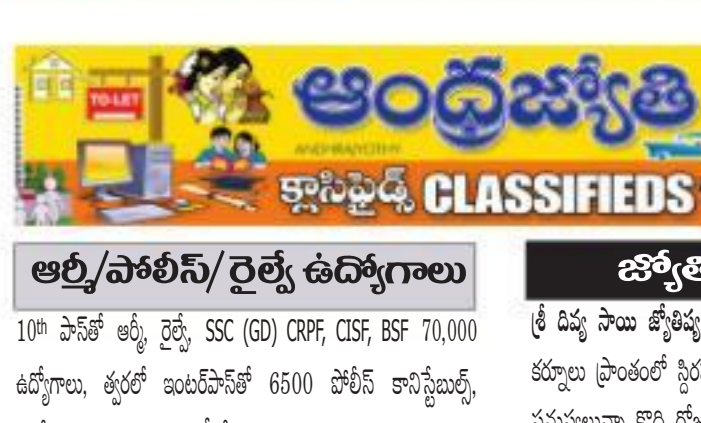 TO-LET
ఆంధ్రజ్యోతి
ANDHRAJYOTHY
క్లాసిఫైడ్స్ CLASSIFIEDS
ఆర్మీ/పోలీస్/రైల్వే ఉద్యోగాలు
10th పాస్‌తో ఆర్మీ, రైల్వే, SSC (GD) CRPF, CISF, BSF 70,000
ఉద్యోగాలు, త్వరలో ఇంటర్‌పాస్‌తో 6500 పోలీస్ కానిస్టేబుల్స్,
జ్యోతి
శ్రీ దివ్య సాయి జ్యోతిష్య
కర్నూలు ప్రాంతంలో స్థిర